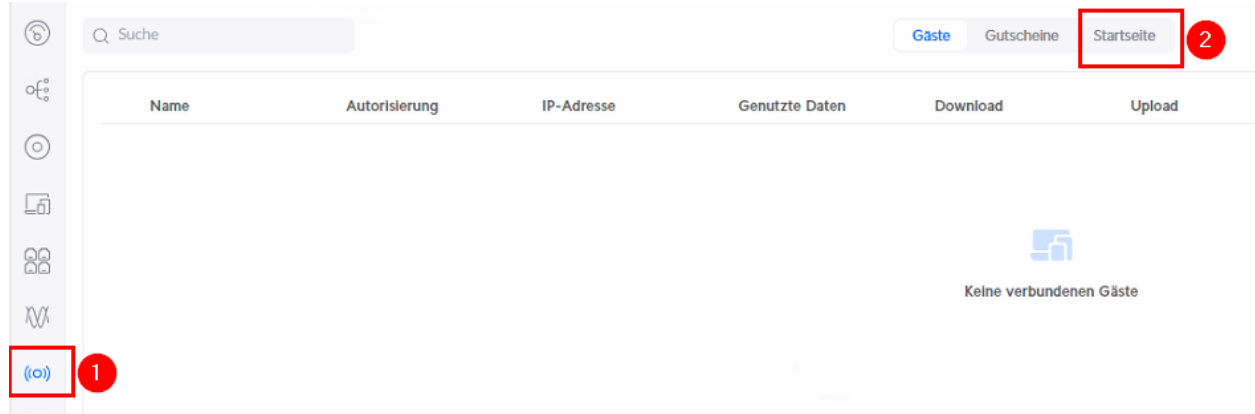 Suche
Gäste Gutscheine Startseite 2
Name Autorisierung IP-Adresse Genutzte Daten Download Upload
Keine verbundenen Gäste
1